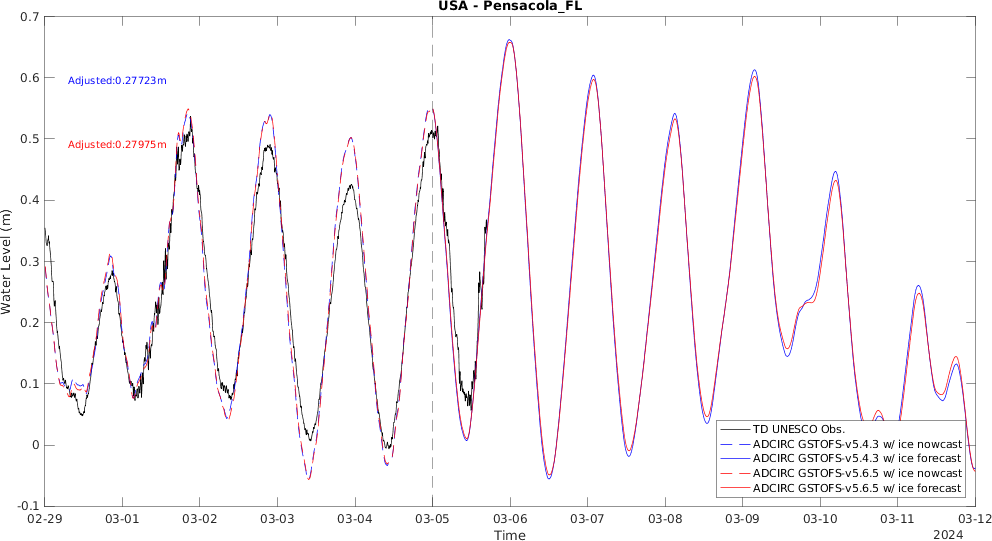 USA - Pensacola_FL
0.7
0.6
0.5
0.4
0.3
0.2
0.1
0
-0.1
Water Level (m)
Adjusted:0.27723m
Adjusted:0.27975m
TD UNESCO Obs.
ADCIRC GSTOFS-v5.4.3 w/ ice nowcast
ADCIRC GSTOFS-v5.4.3 w/ ice forecast
ADCIRC GSTOFS-v5.6.5 w/ ice nowcast
ADCIRC GSTOFS-v5.6.5 w/ ice forecast
02-29 03-01 03-02 03-03 03-04 03-05 03-06 03-07 03-08 03-09 03-10 03-11 03-12
Time
2024